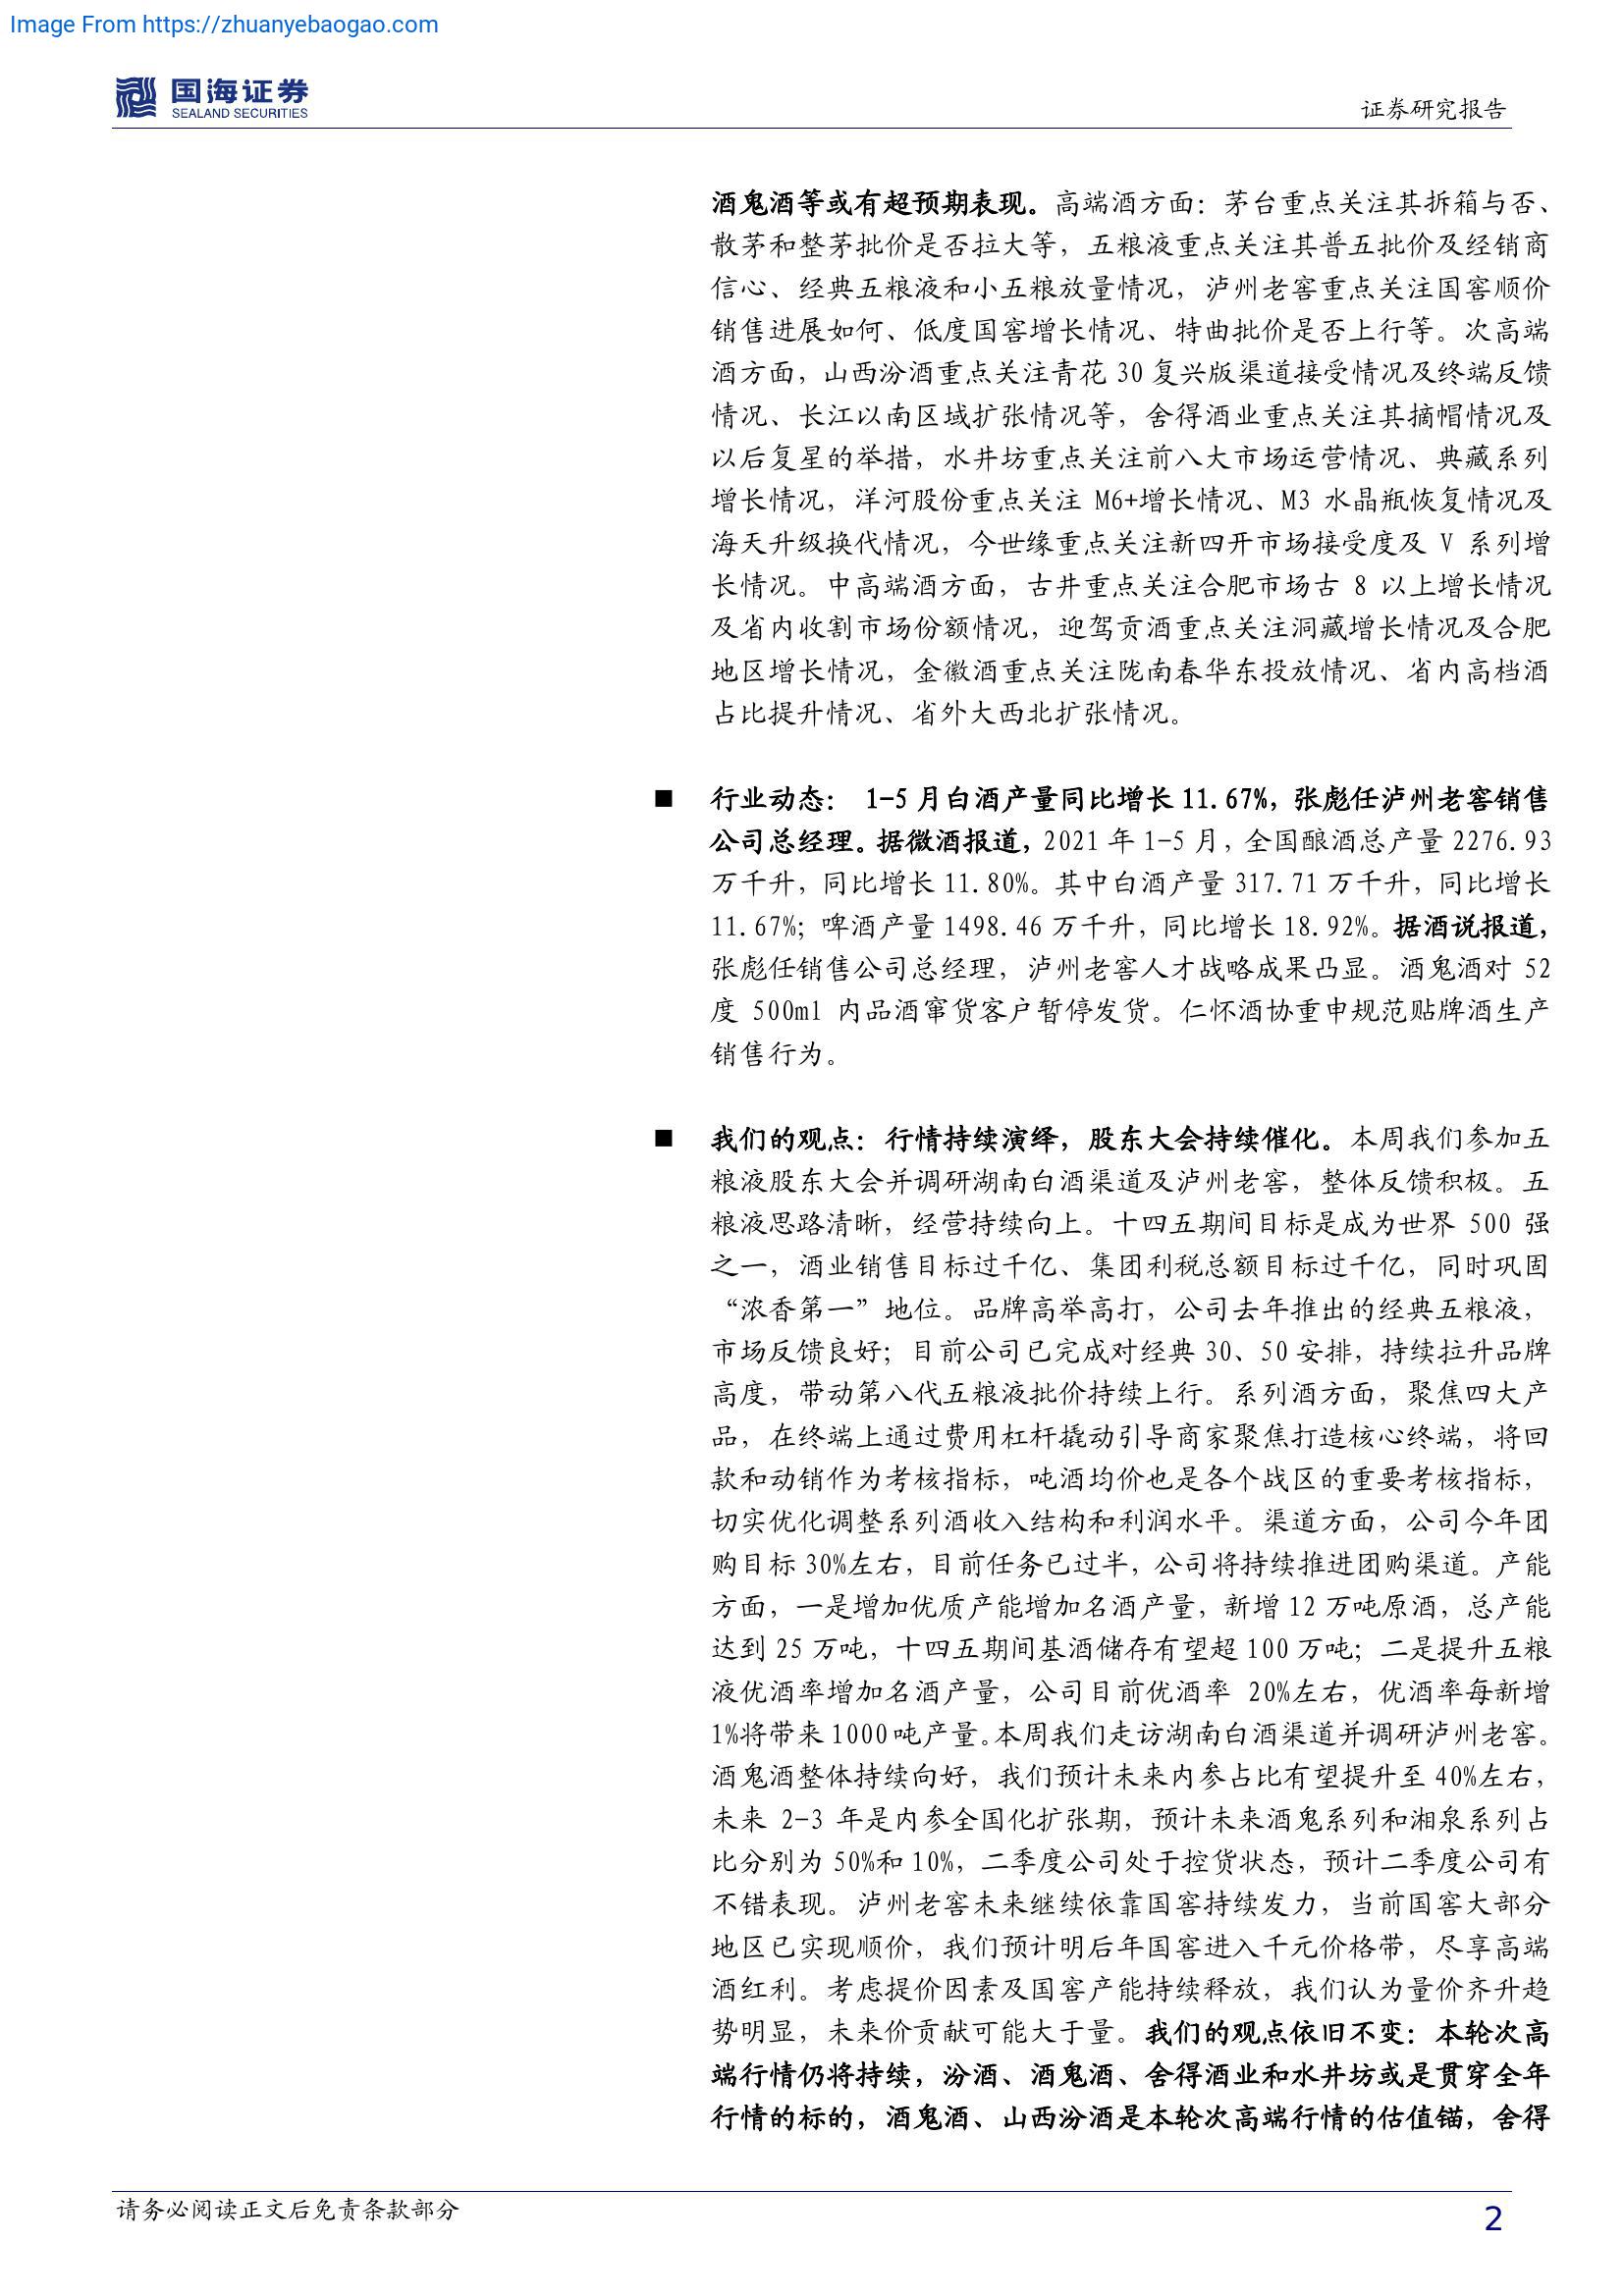 Image From https://zhuanyebaogao.com
国海证券
SEALAND SECURITIES
证券研究报告
酒鬼酒等或有超预期表现。高端酒方面：茅台重点关注其拆箱与否、
散茅和整茅批价是否拉大等，五粮液重点关注其普五批价及经销商
信心、经典五粮液和小五粮放量情况，泸州老窖重点关注国窖顺价
销售进展如何、低度国窖增长情况、特曲批价是否上行等。次高端
酒方面，山西汾酒重点关注青花 30 复兴版渠道接受情况及终端反馈
情况、长江以南区域扩张情况等，舍得酒业重点关注其摘帽情况及
以后复星的举措，水井坊重点关注前八大市场运营情况、典藏系列
增长情况，洋河股份重点关注 M6+增长情况、M3 水晶瓶恢复情况及
海天升级换代情况，今世缘重点关注新四开市场接受度及 V 系列增
长情况。中高端酒方面，古井重点关注合肥市场古 8 以上增长情况
及省内收割市场份额情况，迎驾贡酒重点关注洞藏增长情况及合肥
地区增长情况，金徽酒重点关注陇南春华东投放情况、省内高档酒
占比提升情况、省外大西北扩张情况。
■ 行业动态： 1-5 月白酒产量同比增长 11.67%，张彪任泸州老窖销售
公司总经理。据微酒报道，2021 年 1-5 月，全国酿酒总产量 2276.93
万千升，同比增长 11.80%。其中白酒产量 317.71 万千升，同比增长
11.67%；啤酒产量 1498.46 万千升，同比增长 18.92%。据酒说报道，
张彪任销售公司总经理，泸州老窖人才战略成果凸显。酒鬼酒对 52
度 500ml 内品酒窜货客户暂停发货。仁怀酒协重申规范贴牌酒生产
销售行为。
■ 我们的观点：行情持续演绎，股东大会持续催化。本周我们参加五
粮液股东大会并调研湖南白酒渠道及泸州老窖，整体反馈积极。五
粮液思路清晰，经营持续向上。十四五期间目标是成为世界 500 强
之一，酒业销售目标过千亿、集团利税总额目标过千亿，同时巩固
“浓香第一”地位。品牌高举高打，公司去年推出的经典五粮液，
市场反馈良好；目前公司已完成对经典 30、50 安排，持续拉升品牌
高度，带动第八代五粮液批价持续上行。系列酒方面，聚焦四大产
品，在终端上通过费用杠杆撬动引导商家聚焦打造核心终端，将回
款和动销作为考核指标，吨酒均价也是各个战区的重要考核指标，
切实优化调整系列酒收入结构和利润水平。渠道方面，公司今年团
购目标 30%左右，目前任务已过半，公司将持续推进团购渠道。产能
方面，一是增加优质产能增加名酒产量，新增 12 万吨原酒，总产能
达到 25 万吨，十四五期间基酒储存有望超 100 万吨；二是提升五粮
液优酒率增加名酒产量，公司目前优酒率 20%左右，优酒率每新增
1%将带来 1000 吨产量。本周我们走访湖南白酒渠道并调研泸州老窖。
酒鬼酒整体持续向好，我们预计未来内参占比有望提升至 40%左右，
未来 2-3 年是内参全国化扩张期，预计未来酒鬼系列和湘泉系列占
比分别为 50%和 10%，二季度公司处于控货状态，预计二季度公司有
不错表现。泸州老窖未来继续依靠国窖持续发力，当前国窖大部分
地区已实现顺价，我们预计明后年国窖进入千元价格带，尽享高端
酒红利。考虑提价因素及国窖产能持续释放，我们认为量价齐升趋
势明显，未来价贡献可能大于量。我们的观点依旧不变：本轮次高
端行情仍将持续，汾酒、酒鬼酒、舍得酒业和水井坊或是贯穿全年
行情的标的，酒鬼酒、山西汾酒是本轮次高端行情的估值锚，舍得
请务必阅读正文后免责条款部分
2